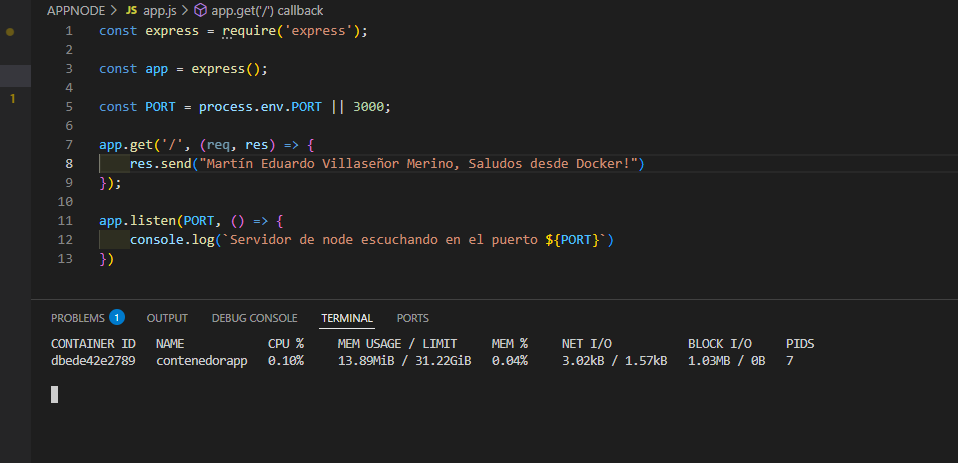 APPNODE > JS app.js > app.get('/') callback
1 const express = require('express');
2
3 const app = express();
4
5 const PORT = process.env.PORT || 3000;
6
7 app.get('/', (req, res) => {
8 res.send("Martín Eduardo Villaseñor Merino, Saludos desde Docker!")
9 });
10
11 app.listen(PORT, () => {
12 console.log(`Servidor de node escuchando en el puerto ${PORT}`)
13 })
1
PROBLEMS 1 OUTPUT DEBUG CONSOLE TERMINAL PORTS
CONTAINER ID NAME CPU % MEM USAGE / LIMIT MEM % NET I/O BLOCK I/O PIDS
dbede42e2789 contenedorapp 0.10% 13.89MiB / 31.22GiB 0.04% 3.02kB / 1.57kB 1.03MB / 0B 7